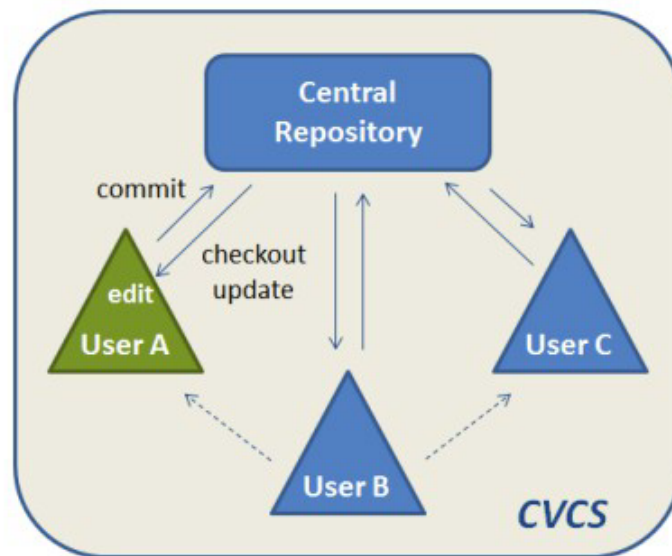 Central
Repository
commit
checkout
update
edit
User A
User C
User B
CVCS